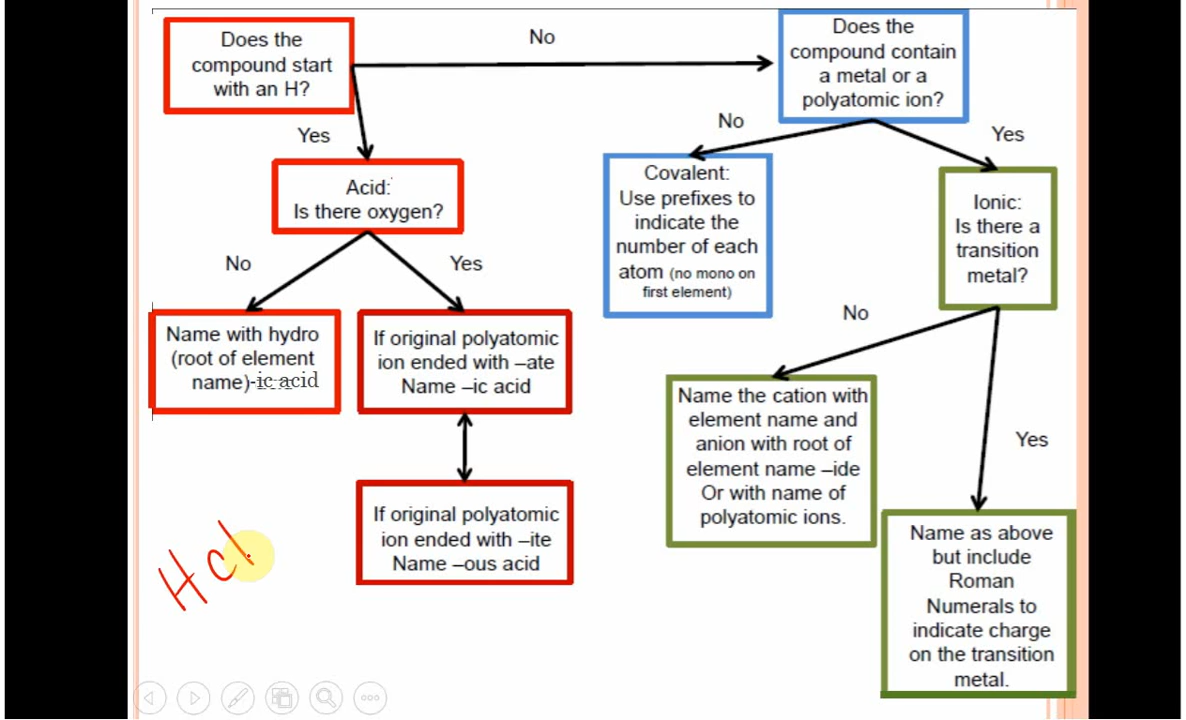 Does the
compound start
with an H?
No
Does the
compound contain
a metal or a
polyatomic ion?
Yes
No
Yes
Acid:
Is there oxygen?
Covalent:
Use prefixes to
indicate the
number of each
atom (no mono on
first element)
Ionic:
Is there a
transition
metal?
No
Yes
Name with hydro
(root of element
name)-ic acid
If original polyatomic
ion ended with –ate
Name –ic acid
No
Yes
Name the cation with
element name and
anion with root of
element name –ide
Or with name of
polyatomic ions.
If original polyatomic
ion ended with –ite
Name –ous acid
Name as above
but include
Roman
Numerals to
indicate charge
on the transition
metal.
HCl